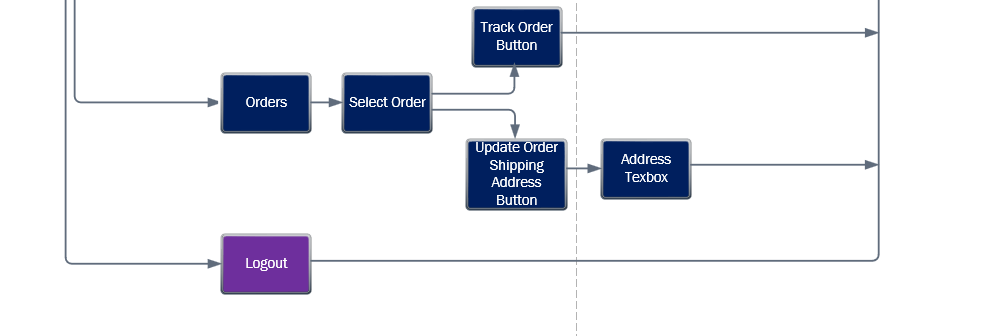 Track Order
Button
Orders
Select Order
Update Order
Shipping
Address
Button
Address
Texbox
Logout